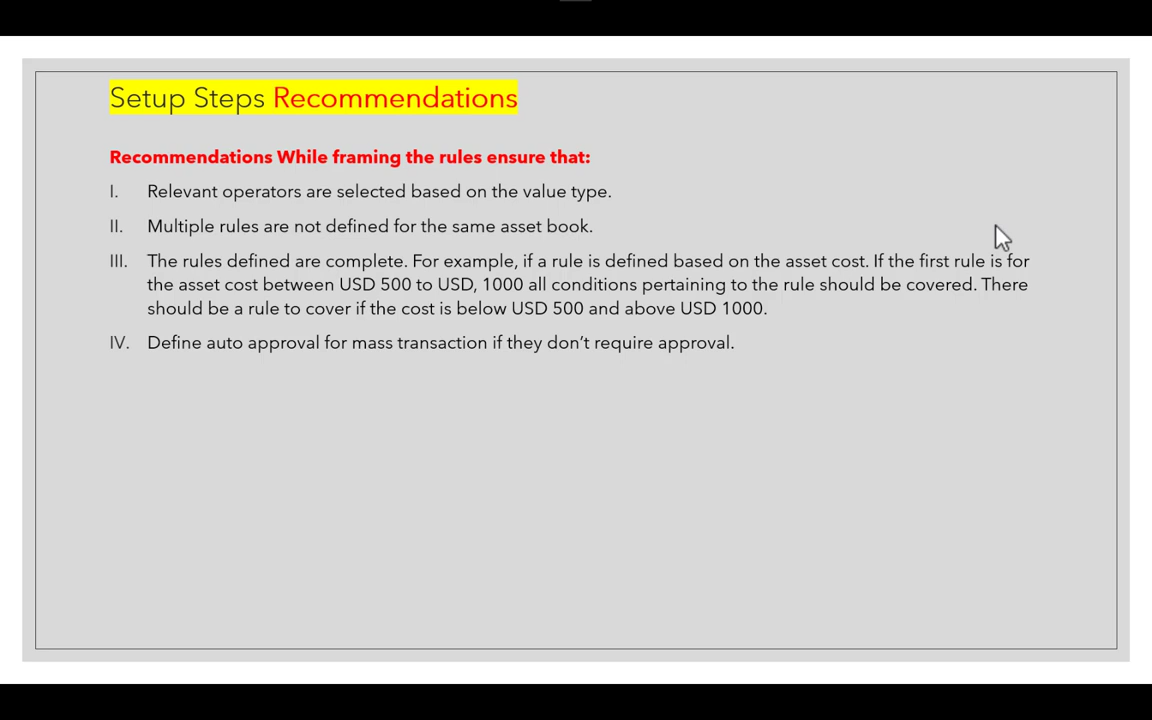 Setup Steps Recommendations
Recommendations While framing the rules ensure that:
I. Relevant operators are selected based on the value type.
II. Multiple rules are not defined for the same asset book.
III. The rules defined are complete. For example, if a rule is defined based on the asset cost. If the first rule is for
the asset cost between USD 500 to USD, 1000 all conditions pertaining to the rule should be covered. There
should be a rule to cover if the cost is below USD 500 and above USD 1000.
IV. Define auto approval for mass transaction if they don’t require approval.